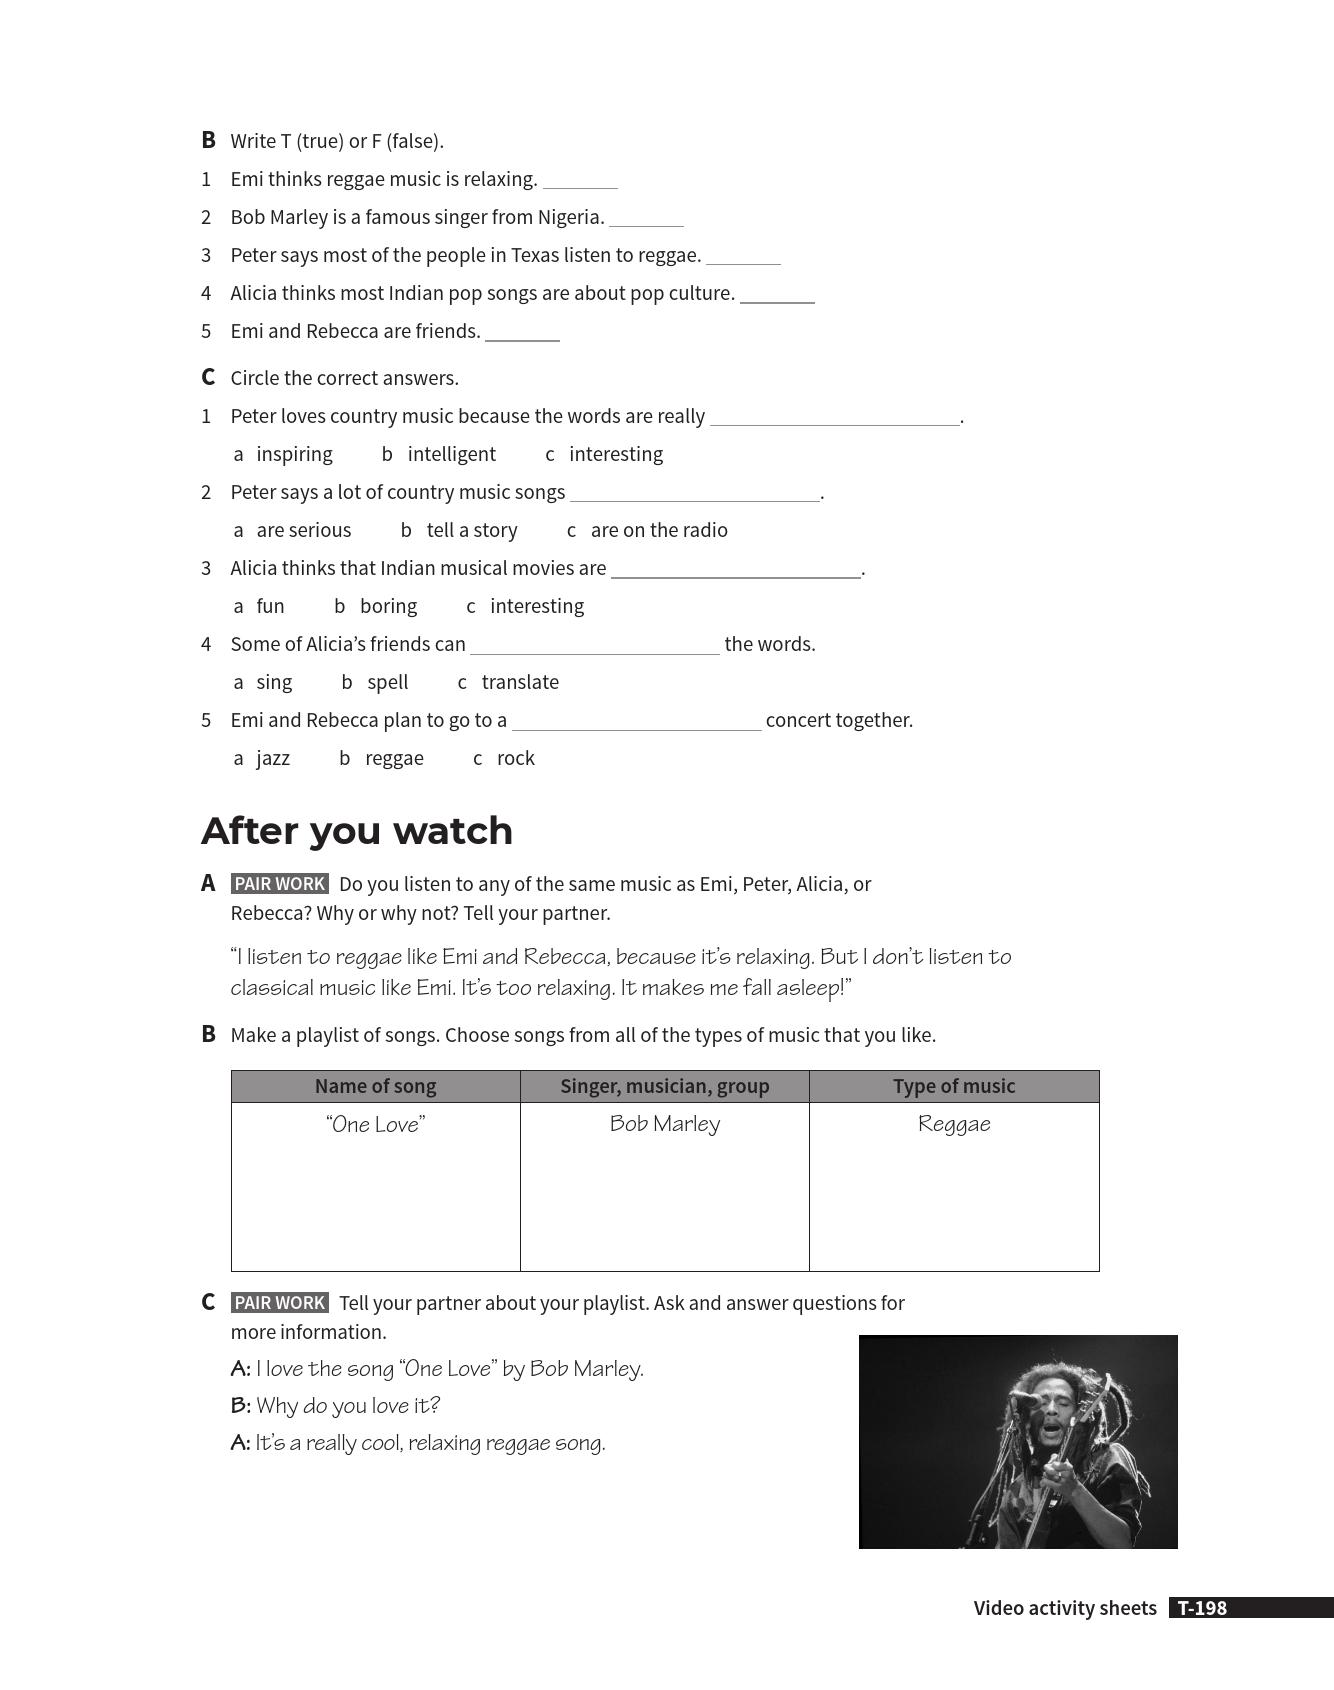 B Write T (true) or F (false).
1 Emi thinks reggae music is relaxing. _______
2 Bob Marley is a famous singer from Nigeria. _______
3 Peter says most of the people in Texas listen to reggae. _______
4 Alicia thinks most Indian pop songs are about pop culture. _______
5 Emi and Rebecca are friends. _______
C Circle the correct answers.
1 Peter loves country music because the words are really _______________________.
a inspiring b intelligent c interesting
2 Peter says a lot of country music songs _______________________.
a are serious b tell a story c are on the radio
3 Alicia thinks that Indian musical movies are _______________________.
a fun b boring c interesting
4 Some of Alicia’s friends can _______________________ the words.
a sing b spell c translate
5 Emi and Rebecca plan to go to a _______________________ concert together.
a jazz b reggae c rock
After you watch
A PAIR WORK Do you listen to any of the same music as Emi, Peter, Alicia, or
Rebecca? Why or why not? Tell your partner.
“I listen to reggae like Emi and Rebecca, because it’s relaxing. But I don’t listen to
classical music like Emi. It’s too relaxing. It makes me fall asleep!”
B Make a playlist of songs. Choose songs from all of the types of music that you like.
Name of song Singer, musician, group Type of music
“One Love” Bob Marley Reggae
C PAIR WORK Tell your partner about your playlist. Ask and answer questions for
more information.
A: I love the song “One Love” by Bob Marley.
B: Why do you love it?
A: It’s a really cool, relaxing reggae song.
Video activity sheets T-198